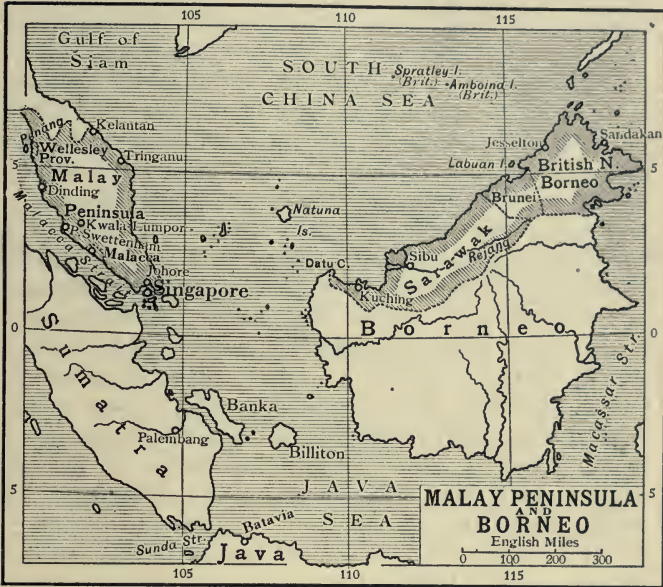 105
110
115
Gulf of
Siam
SOUTH
CHINA SEA
Spratley I.
(Brit.)
Amboina I.
(Brit.)
Penang
Kelantan
Wellesley
Prov.
Tringanu
5
Malay
Dinding
Peninsula
Kwala Lumpor
P. Swettenham
Malacca
Malacca Strait
Johore
Singapore
Natuna
Is.
Jesselton
Sandakan
5
Labuan I.
British N.
Borneo
Brunei
Datu C.
Sibu
Sarawak
Rejang
Kuching
0
Borneo
0
Sumatra
Macassar Str.
Banka
Palembang
Billiton
5
JAVA
SEA
5
Batavia
Sunda Str.
Java
MALAY PENINSULA
AND
BORNEO
English Miles
0 100 200 300
105
110
115